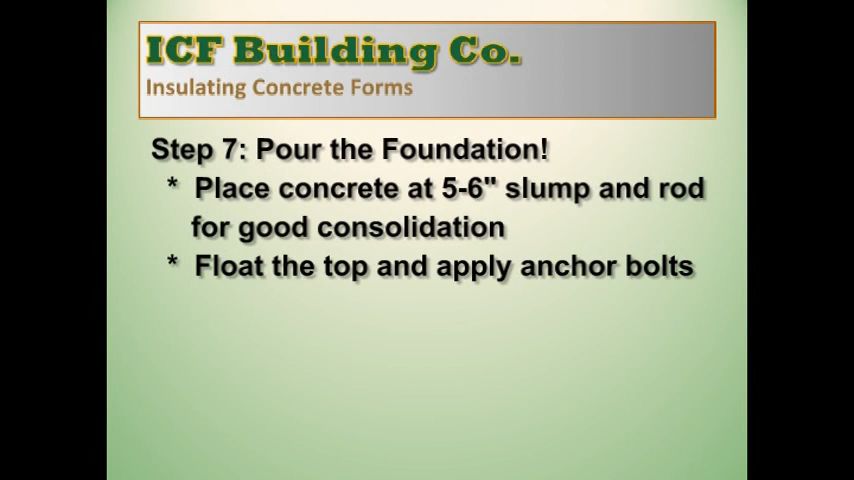 ICF Building Co.
Insulating Concrete Forms
Step 7: Pour the Foundation!
* Place concrete at 5-6" slump and rod
for good consolidation
* Float the top and apply anchor bolts